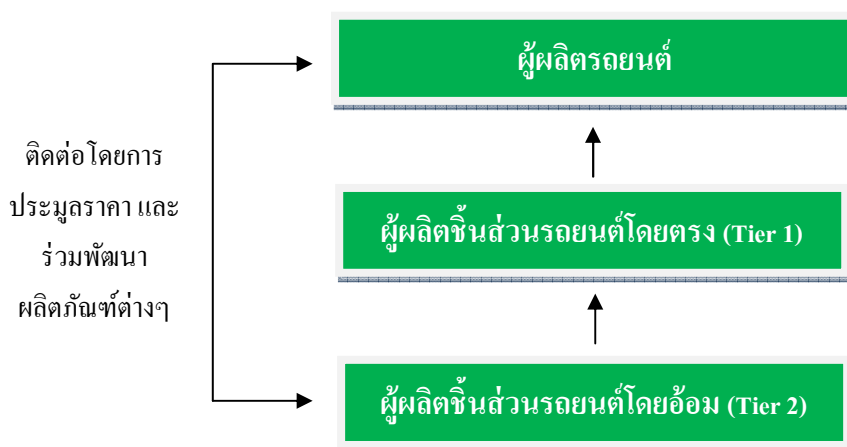 ผู้ผลิตรถยนต์
ติดต่อโดยการ
ประมูลราคา และ
ร่วมพัฒนา
ผลิตภัณฑ์ต่างๆ
ผู้ผลิตชิ้นส่วนรถยนต์โดยตรง (Tier 1)
ผู้ผลิตชิ้นส่วนรถยนต์โดยอ้อม (Tier 2)